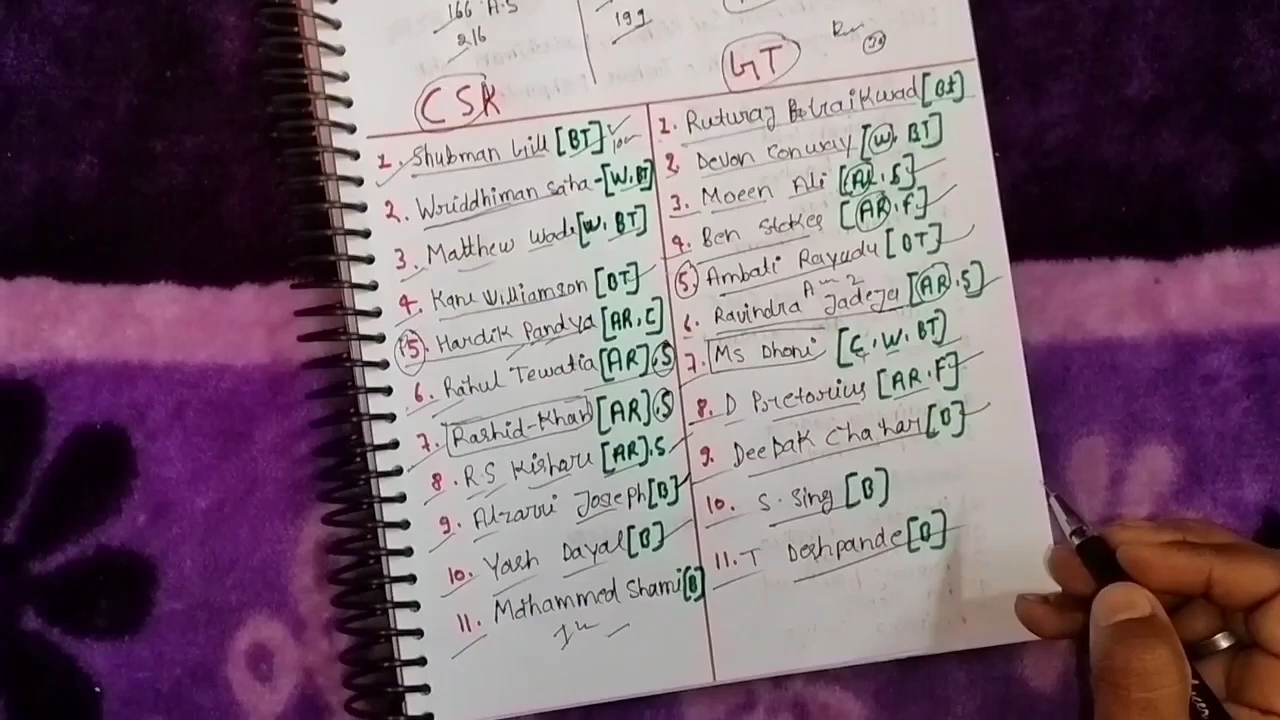 166 A.S
216
199
CSK
1. Shubman Gill [BT]
2. Wriddhiman saha-[W.BT]
3. Matthew Wade [W. BT]
4. Kane Williamson [BT]
5. Hardik Pandya [AR, C]
6. Rahul Tewatia [AR].S
7. Rashid-Khan [AR].S
8. R.S Kishore [AR].S
9. Alzarri Joseph [B]
10. Yash Dayal [B]
11. Mohammed Shami [B]
GT
1. Ruturaj [Bt]
2. Devon Conway [W. BT]
3. Moeen Ali [AR.S]
4. Ben Stokes [AR.F]
5. Ambati Rayudu [BT]
6. Ravindra Jadeja [AR.S]
7. Ms Dhoni [C, W. BT]
8. D Pretorius [AR.F]
9. Deepak Chahar [B]
10. S. Sing [B]
11. T Deshpande [B]